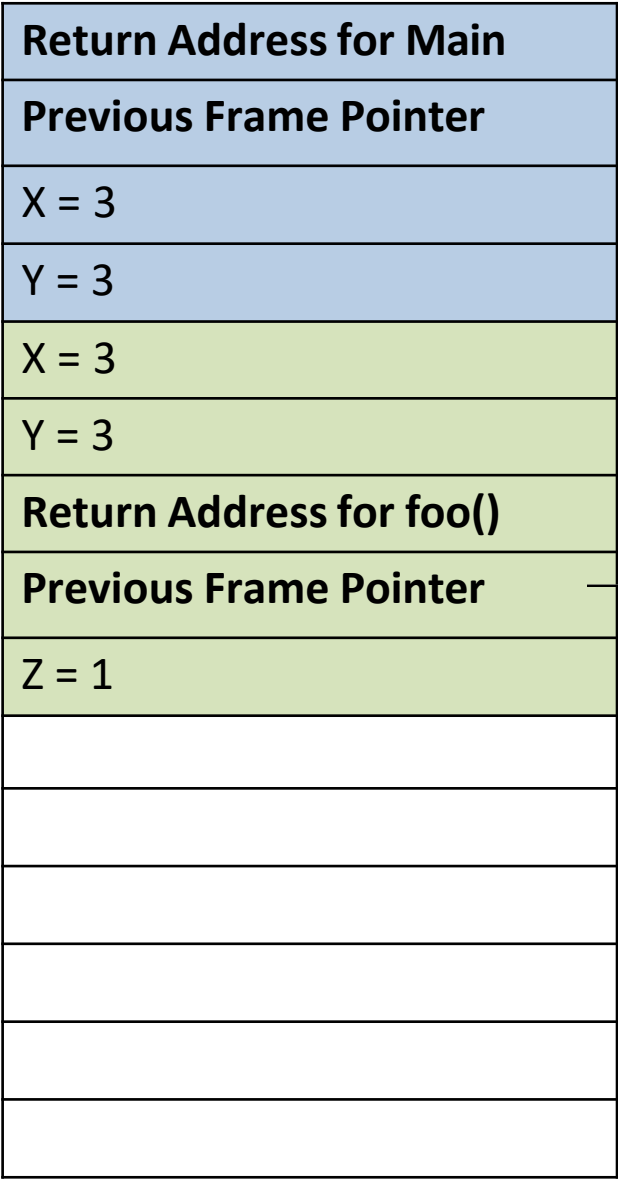 Return Address for Main
Previous Frame Pointer
X = 3
Y = 3
X = 3
Y = 3
Return Address for foo()
Previous Frame Pointer
Z = 1